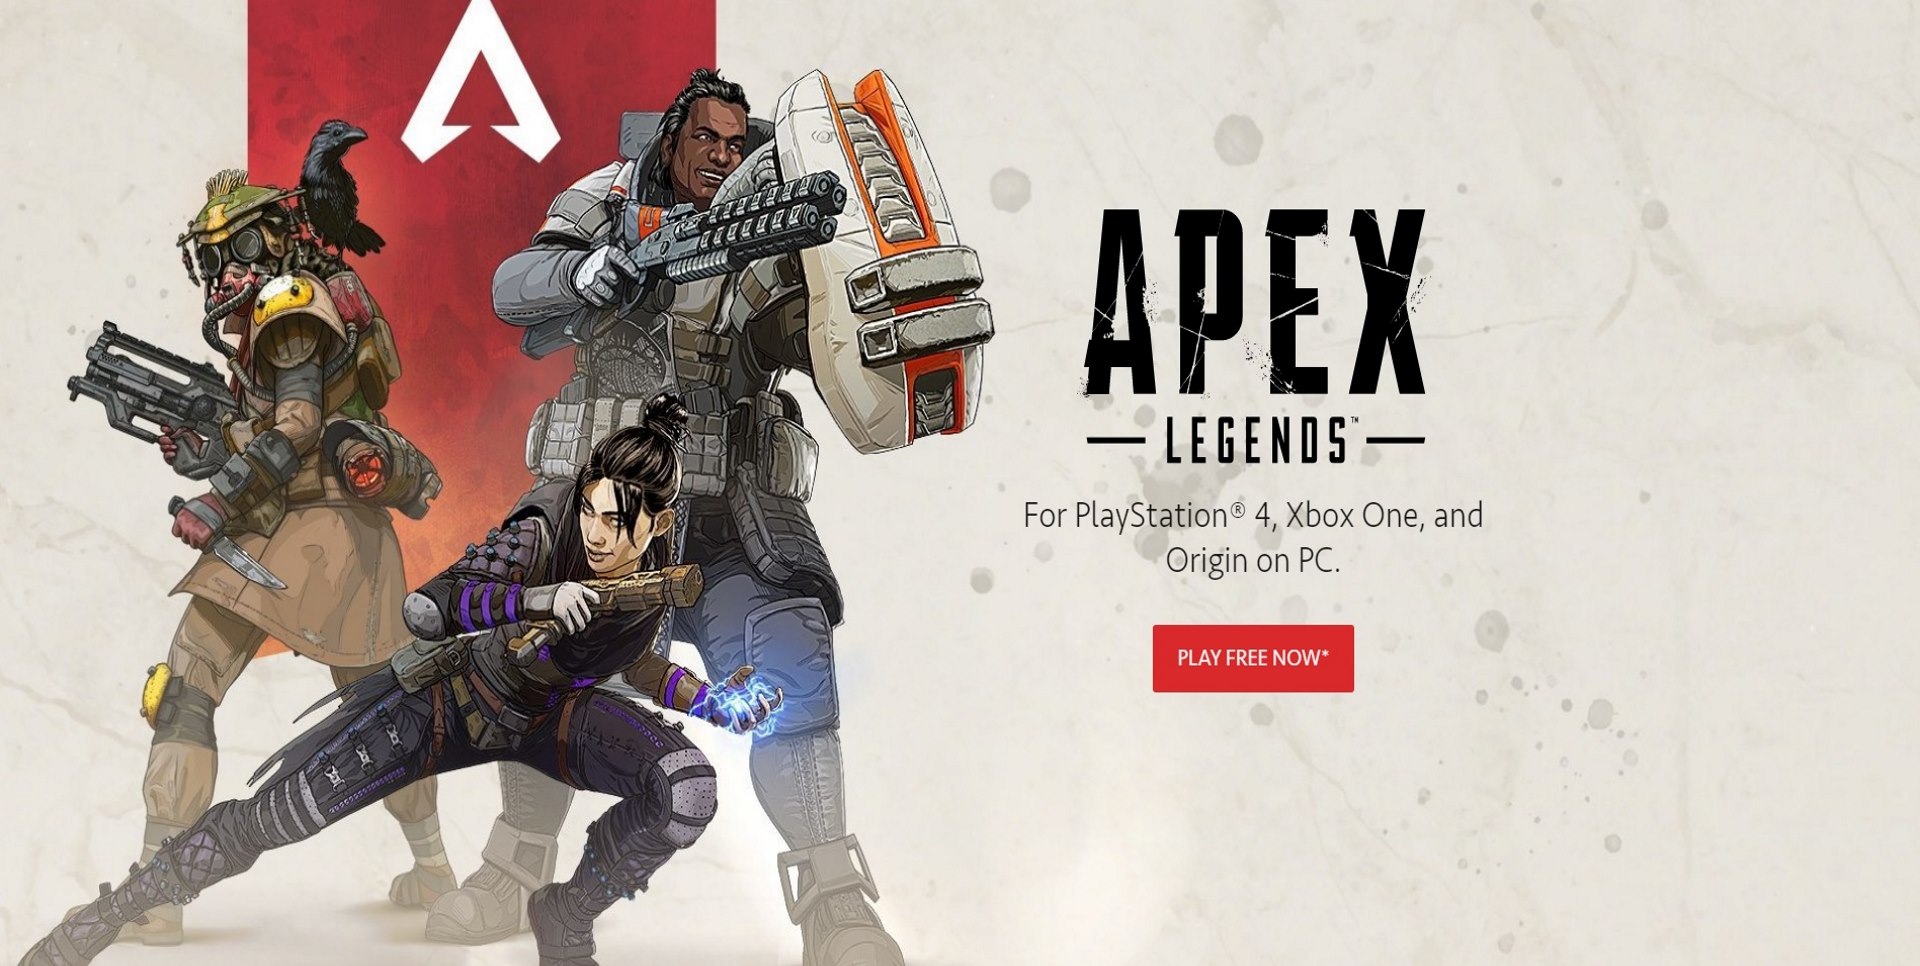 APEX
LEGENDS™
For PlayStation® 4, Xbox One, and
Origin on PC.
PLAY FREE NOW*